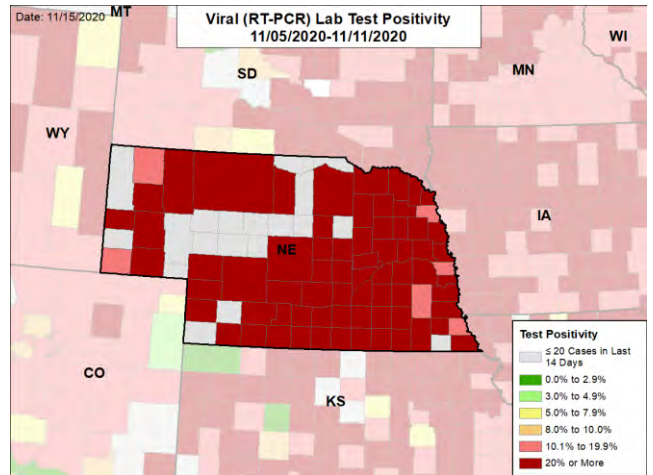 Date: 11/15/2020
MT
Viral (RT-PCR) Lab Test Positivity
11/05/2020-11/11/2020
WI
SD
MN
WY
IA
NE
CO
KS
Test Positivity
≤ 20 Cases in Last
14 Days
0.0% to 2.9%
3.0% to 4.9%
5.0% to 7.9%
8.0% to 10.0%
10.1% to 19.9%
20% or More